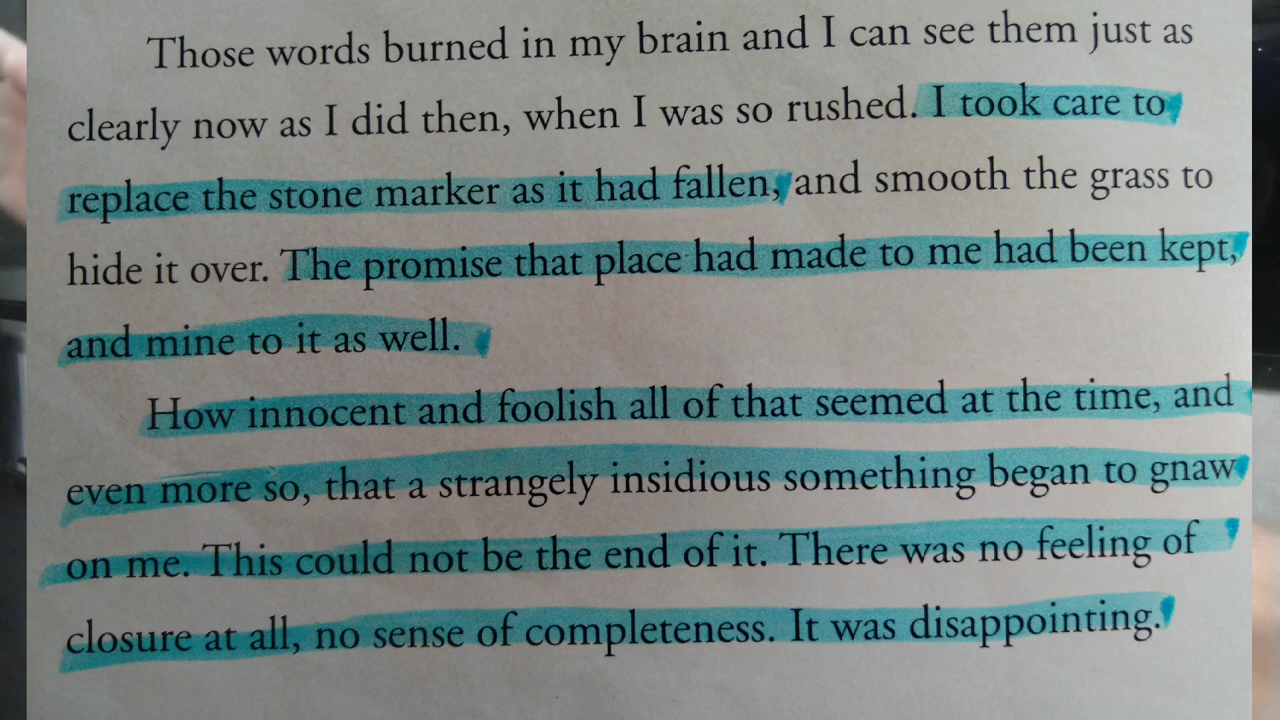 Those words burned in my brain and I can see them just as
clearly now as I did then, when I was so rushed. I took care to
replace the stone marker as it had fallen, and smooth the grass to
hide it over. The promise that place had made to me had been kept,
and mine to it as well.
How innocent and foolish all of that seemed at the time, and
even more so, that a strangely insidious something began to gnaw
on me. This could not be the end of it. There was no feeling of
closure at all, no sense of completeness. It was disappointing.